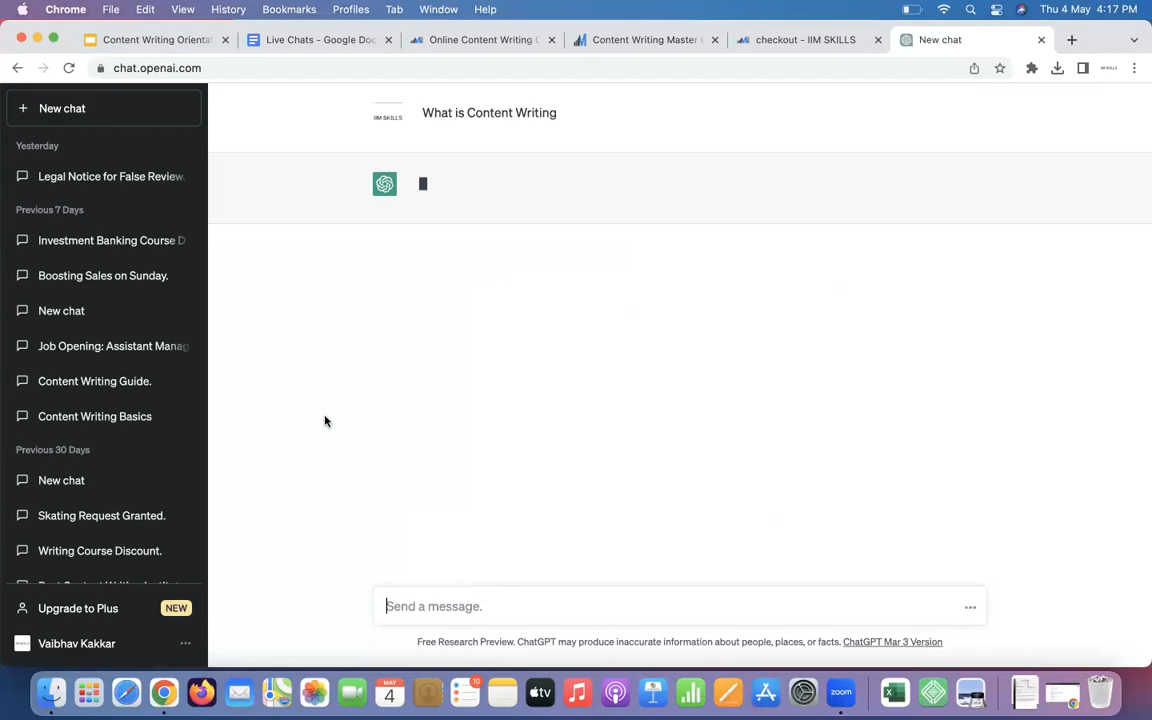 Chrome File Edit View History Bookmarks Profiles Tab Window Help Thu 4 May 4:17 PM
Content Writing Orientat Live Chats - Google Doc Online Content Writing C Content Writing Master C checkout - IIM SKILLS New chat
chat.openai.com
New chat
IIM SKILLS What is Content Writing
Yesterday
Legal Notice for False Review.
Previous 7 Days
Investment Banking Course D
Boosting Sales on Sunday.
New chat
Job Opening: Assistant Manag
Content Writing Guide.
Content Writing Basics
Previous 30 Days
New chat
Skating Request Granted.
Writing Course Discount.
Upgrade to Plus NEW
Vaibhav Kakkar
Send a message.
Free Research Preview. ChatGPT may produce inaccurate information about people, places, or facts. ChatGPT Mar 3 Version
MAY
4
10
tv
zoom